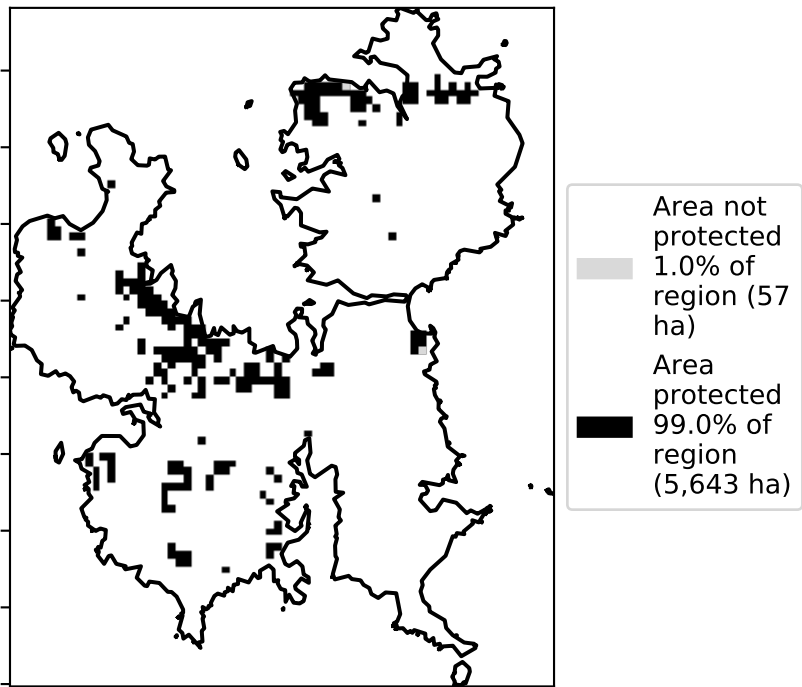 Area not
protected
1.0% of
region (57
ha)
Area
protected
99.0% of
region
(5,643 ha)